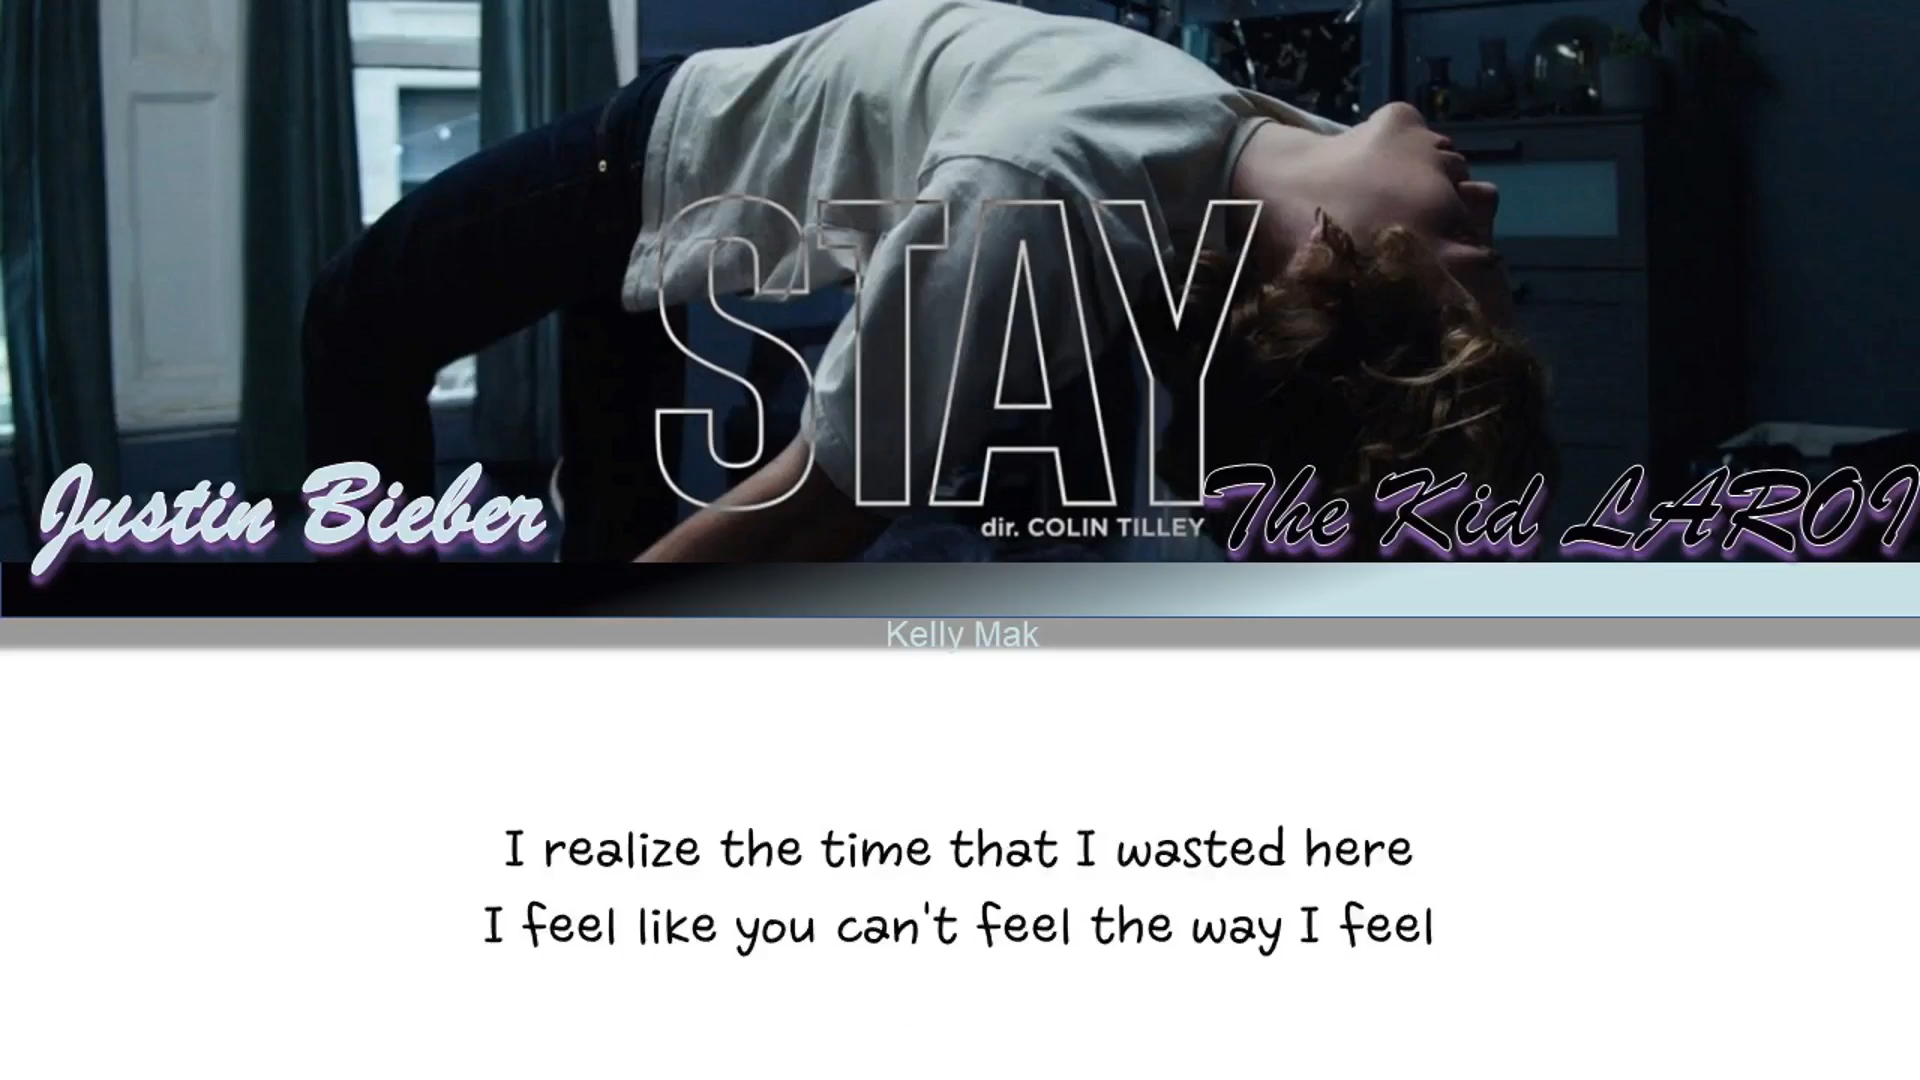 STAY
dir. COLIN TILLEY
Justin Bieber
The Kid LAROI
Kelly Mak
I realize the time that I wasted here
I feel like you can't feel the way I feel